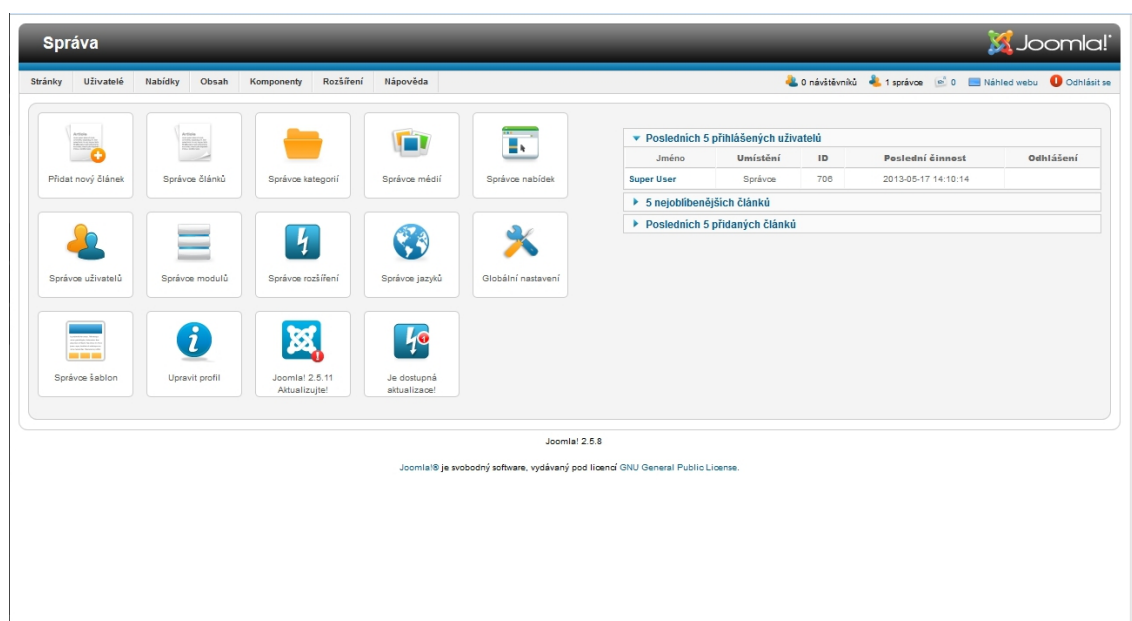 Správa
Joomla!
Stránky Uživatelé Nabídky Obsah Komponenty Rozšíření Nápověda 0 návštěvníků 1 správce 0 Náhled webu Odhlásit se
Přidat nový článek Správce článků Správce kategorií Správce médií Správce nabídek
Správce uživatelů Správce modulů Správce rozšíření Správce jazyků Globální nastavení
Správce šablon Upravit profil Joomla! 2.5.11 Je dostupná
Aktualizujte! aktualizace!
Posledních 5 přihlášených uživatelů
Jméno Umístění ID Poslední činnost Odhlášení
Super User Správce 706 2013-05-17 14:10:14
5 nejoblíbenějších článků
Posledních 5 přidaných článků
Joomla! 2.5.8
Joomla!® je svobodný software, vydávaný pod licencí GNU General Public License.